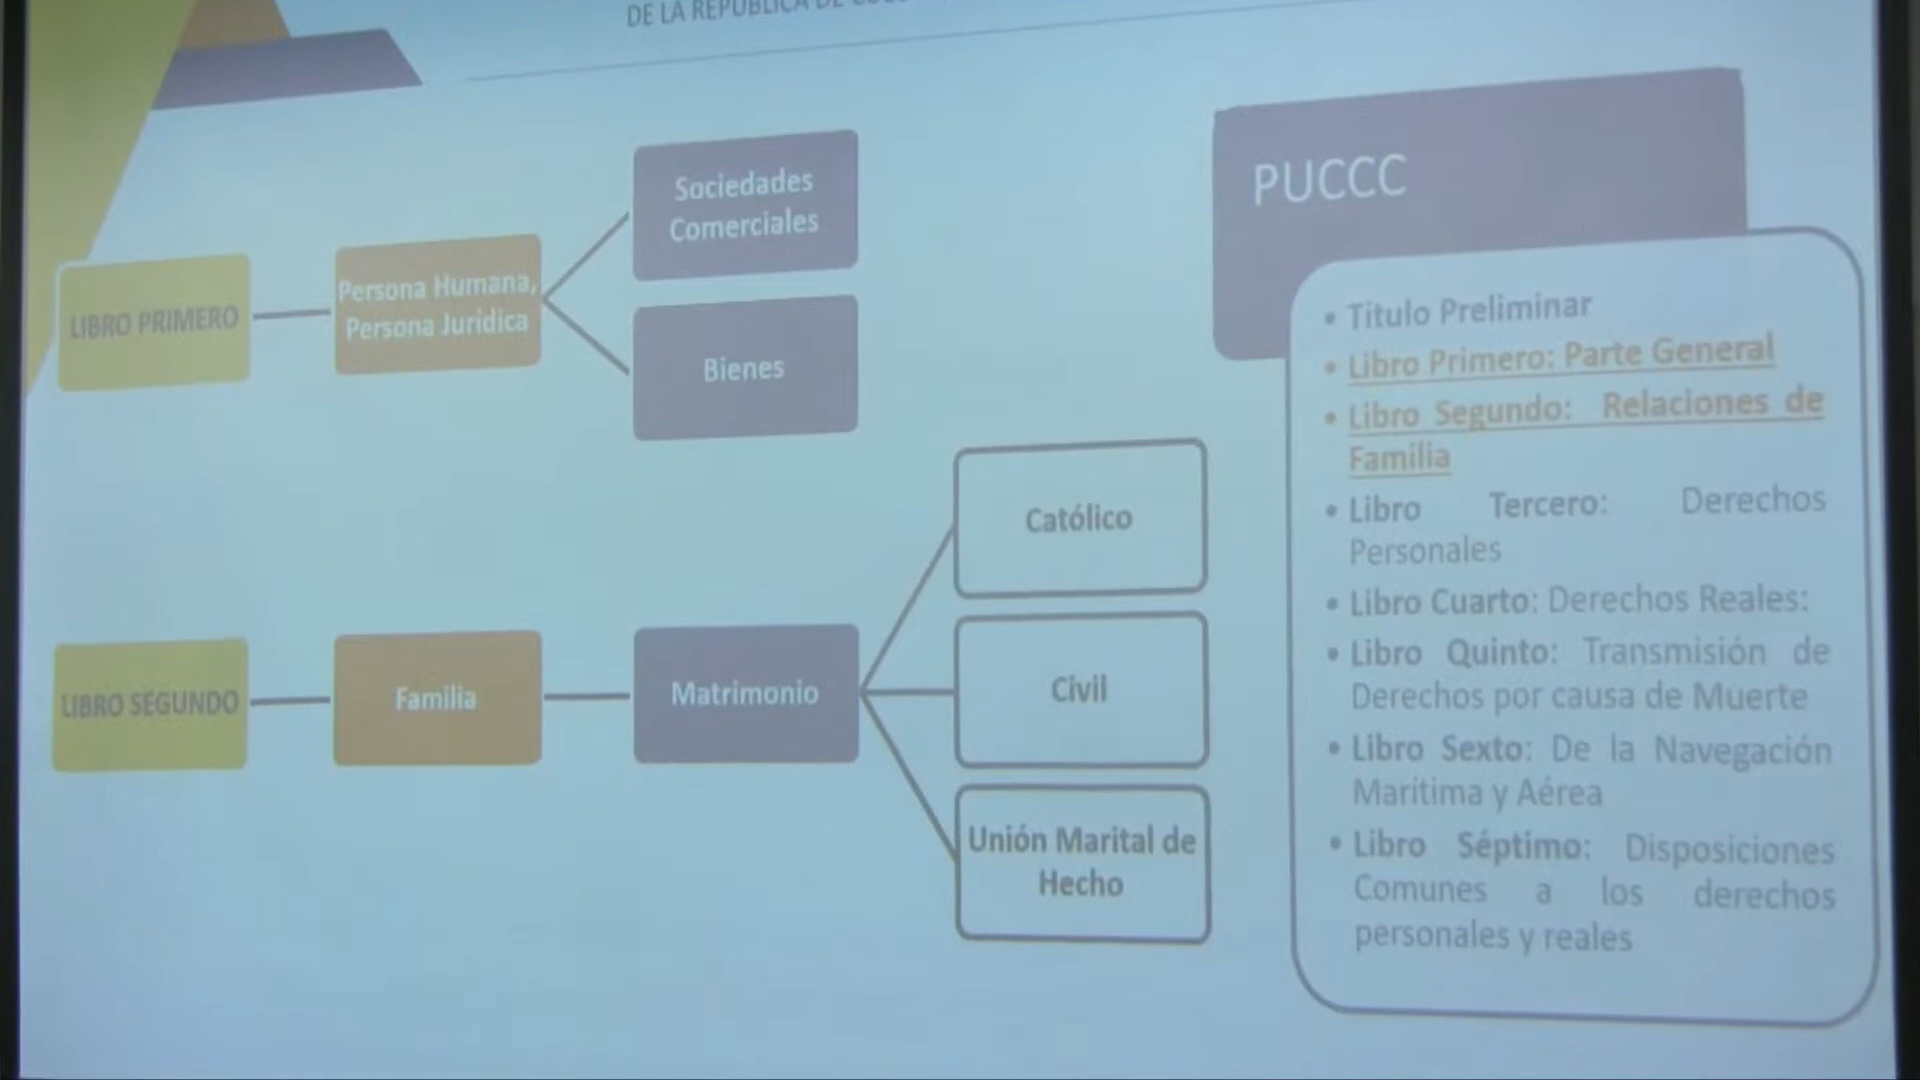 DE LA REPÚBLICA DE
Sociedades
Comerciales
LIBRO PRIMERO
Persona Humana,
Persona Jurídica
Bienes
Católico
LIBRO SEGUNDO
Familia
Matrimonio
Civil
Unión Marital de
Hecho
PUCCC
• Título Preliminar
• Libro Primero: Parte General
• Libro Segundo: Relaciones de
Familia
• Libro Tercero: Derechos
Personales
• Libro Cuarto: Derechos Reales:
• Libro Quinto: Transmisión de
Derechos por causa de Muerte
• Libro Sexto: De la Navegación
Marítima y Aérea
• Libro Séptimo: Disposiciones
Comunes a los derechos
personales y reales